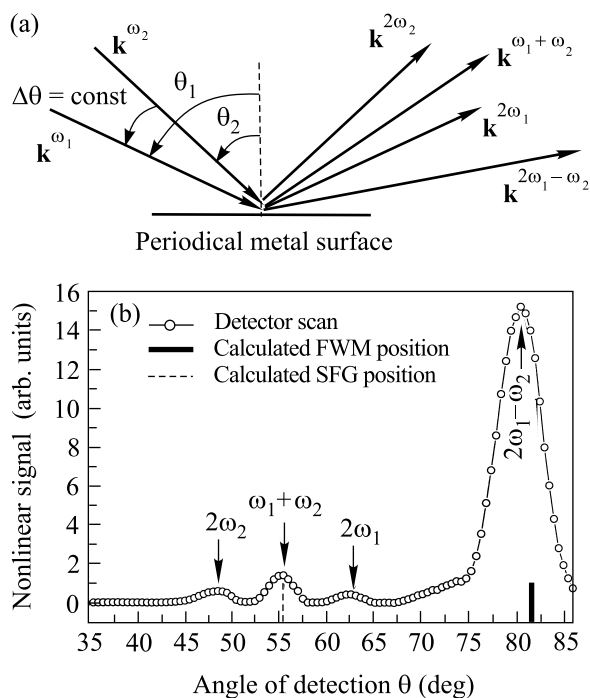 (a)
k^ω₂
k^2ω₂
k^ω₁ + ω₂
Δθ = const
θ₁
θ₂
k^2ω₁
k^ω₁
k^2ω₁−ω₂
Periodical metal surface
16
(b)
Detector scan
Calculated FWM position
Calculated SFG position
14
12
10
8
6
4
2
0
Nonlinear signal (arb. units)
2ω₂
ω₁ + ω₂
2ω₁
2ω₁−ω₂
35 40 45 50 55 60 65 70 75 80 85
Angle of detection θ (deg)